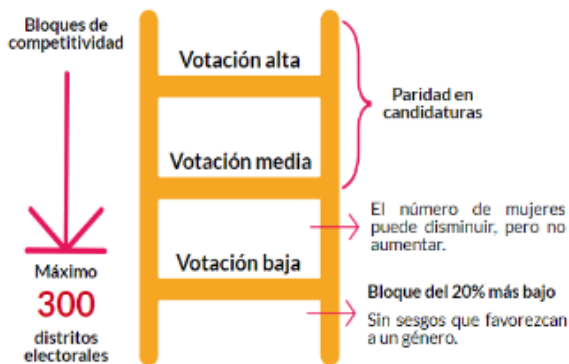 Bloques de
competitividad
Votación alta
Paridad en
candidaturas
Votación media
El número de mujeres
puede disminuir, pero no
aumentar.
Votación baja
Máximo
300
distritos
electorales
Bloque del 20% más bajo
Sin sesgos que favorezcan
a un género.